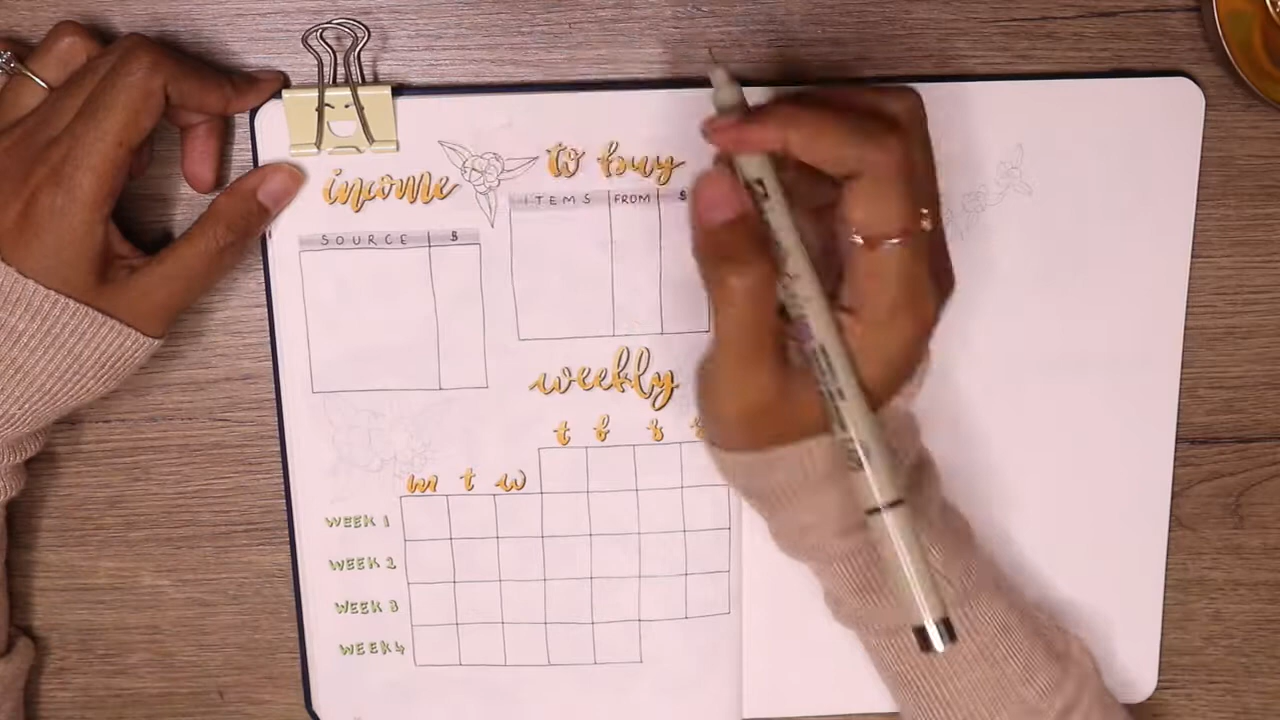 income
SOURCE $
to buy
ITEMS FROM $
weekly
m t w t f s
WEEK 1
WEEK 2
WEEK 3
WEEK 4